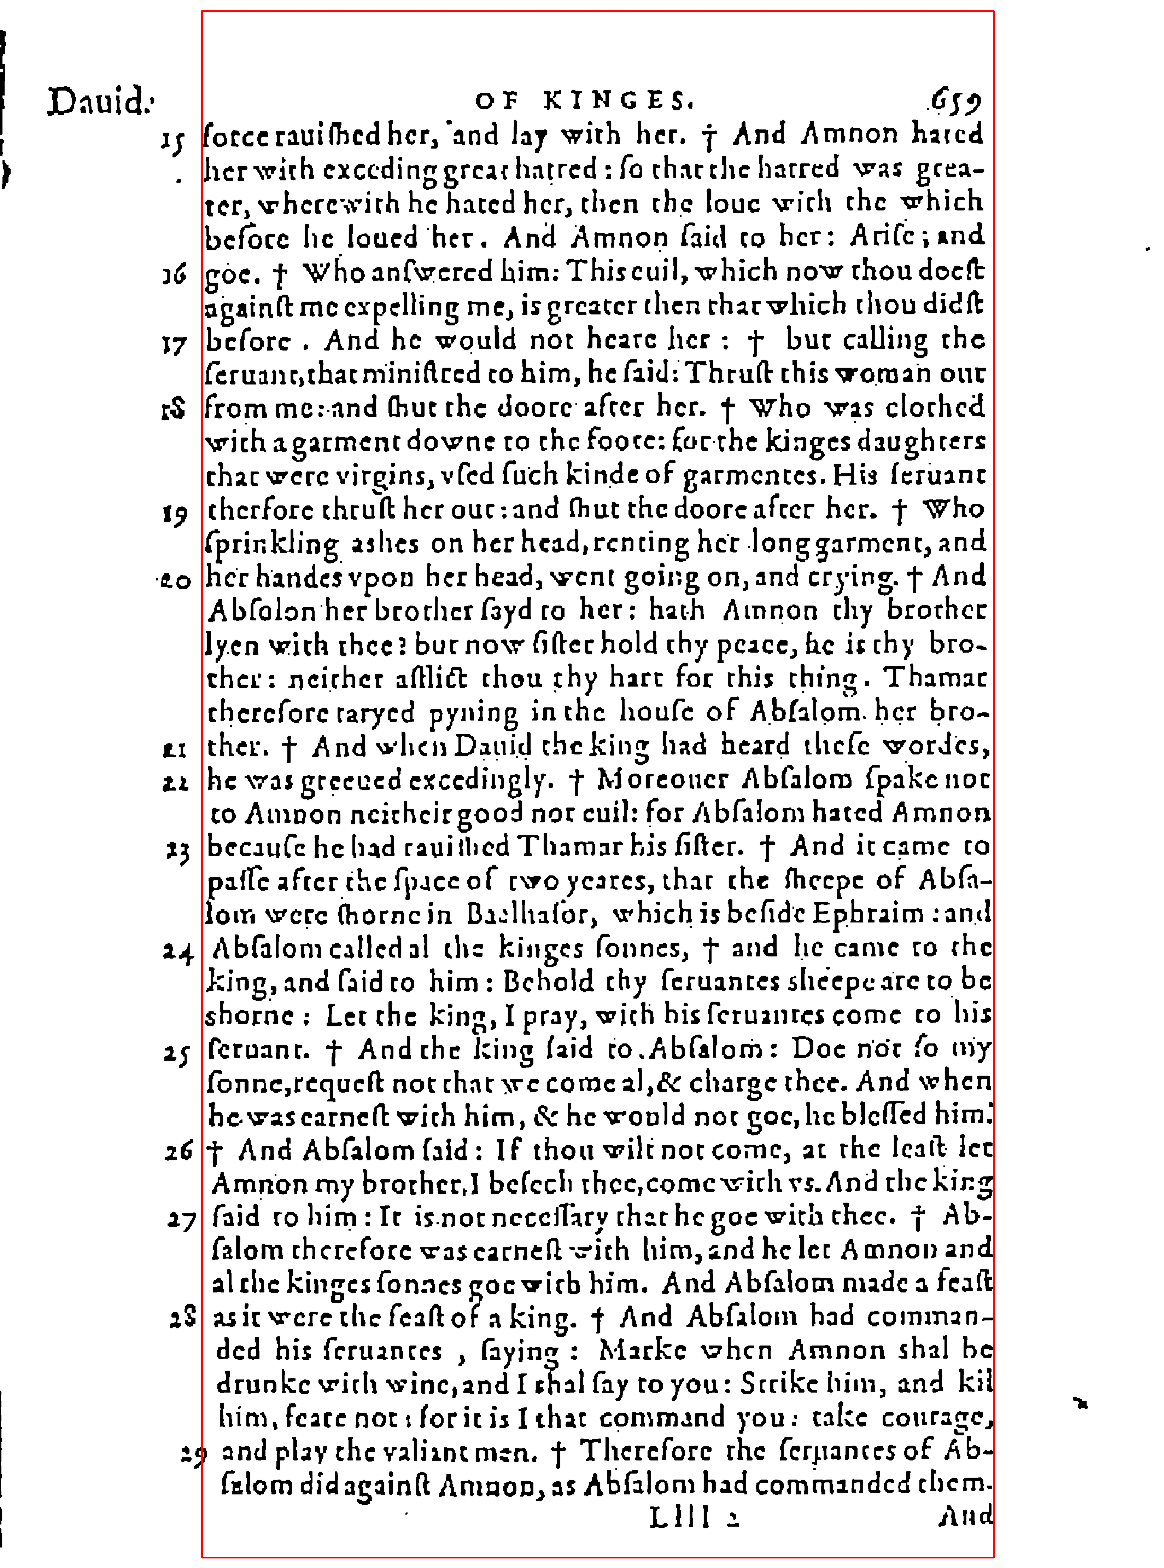 Dauid. OF KINGES. 659
15 force rauiſhed her, and lay with her. † And Amnon hated
her with exceding great hatred: ſo that the hatred was grea-
ter, wherewith he hated her, then the loue with the which
before he loued her. And Amnon ſaid to her: Ariſe, and
16 goe. † Who anſwered him: This euil, which now thou doeſt
againſt me expelling me, is greater then that which thou didſt
17 before. And he would not heare her: † but calling the
ſeruant, that miniſtred to him, he ſaid: Thruſt this woman out
18 from me: and ſhut the doore after her. † Who was clothed
with a garment downe to the foote: for the kinges daughters
that were virgins, vſed ſuch kinde of garmentes. His ſeruant
19 therfore thruſt her out: and ſhut the doore after her. † Who
ſprinkling ashes on her head, renting her long garment, and
20 her handes vpon her head, went going on, and crying. † And
Abſolon her brother ſayd to her: hath Amnon thy brother
lyen with thee? but now ſiſter hold thy peace, he is thy bro-
ther: neither afflict thou thy hart for this thing. Thamar
therefore taryed pyning in the houſe of Abſalom her bro-
21 ther. † And when Dauid the king had heard theſe wordes,
22 he was greeued excedingly. † Moreouer Abſalom ſpake not
to Amnon neitheir good nor euil: for Abſalom hated Amnon
23 becauſe he had rauiſhed Thamar his ſiſter. † And it came to
paſſe after the ſpace of two yeares, that the ſheepe of Abſa-
lom were ſhorne in Baalhaſor, which is beſide Ephraim: and
24 Abſalom called al the kinges ſonnes, † and he came to the
king, and ſaid to him: Behold thy ſeruantes sheepe are to be
shorne: Let the king, I pray, with his ſeruantes come to his
25 ſeruant. † And the king ſaid to Abſalom: Doe not ſo my
ſonne, requeſt not that we come al, & charge thee. And when
he was earneſt with him, & he would not goe, he bleſſed him.
26 † And Abſalom ſaid: If thou wilt not come, at the leaſt let
Amnon my brother, I beſech thee, come with vs. And the king
27 ſaid to him: It is not neceſſary that he goe with thee. † Ab-
ſalom therefore was earneſt with him, and he let Amnon and
al the kinges ſonnes goe with him. And Abſalom made a feaſt
28 as it were the feaſt of a king. † And Abſalom had comman-
ded his ſeruantes, ſaying: Marke when Amnon shal be
drunke with wine, and I shal ſay to you: Strike him, and kil
him, feare not: for it is I that command you: take courage,
29 and play the valiant men. † Therefore the ſeruantes of Ab-
ſalom did againſt Amnon, as Abſalom had commanded them.
Llll 2 And